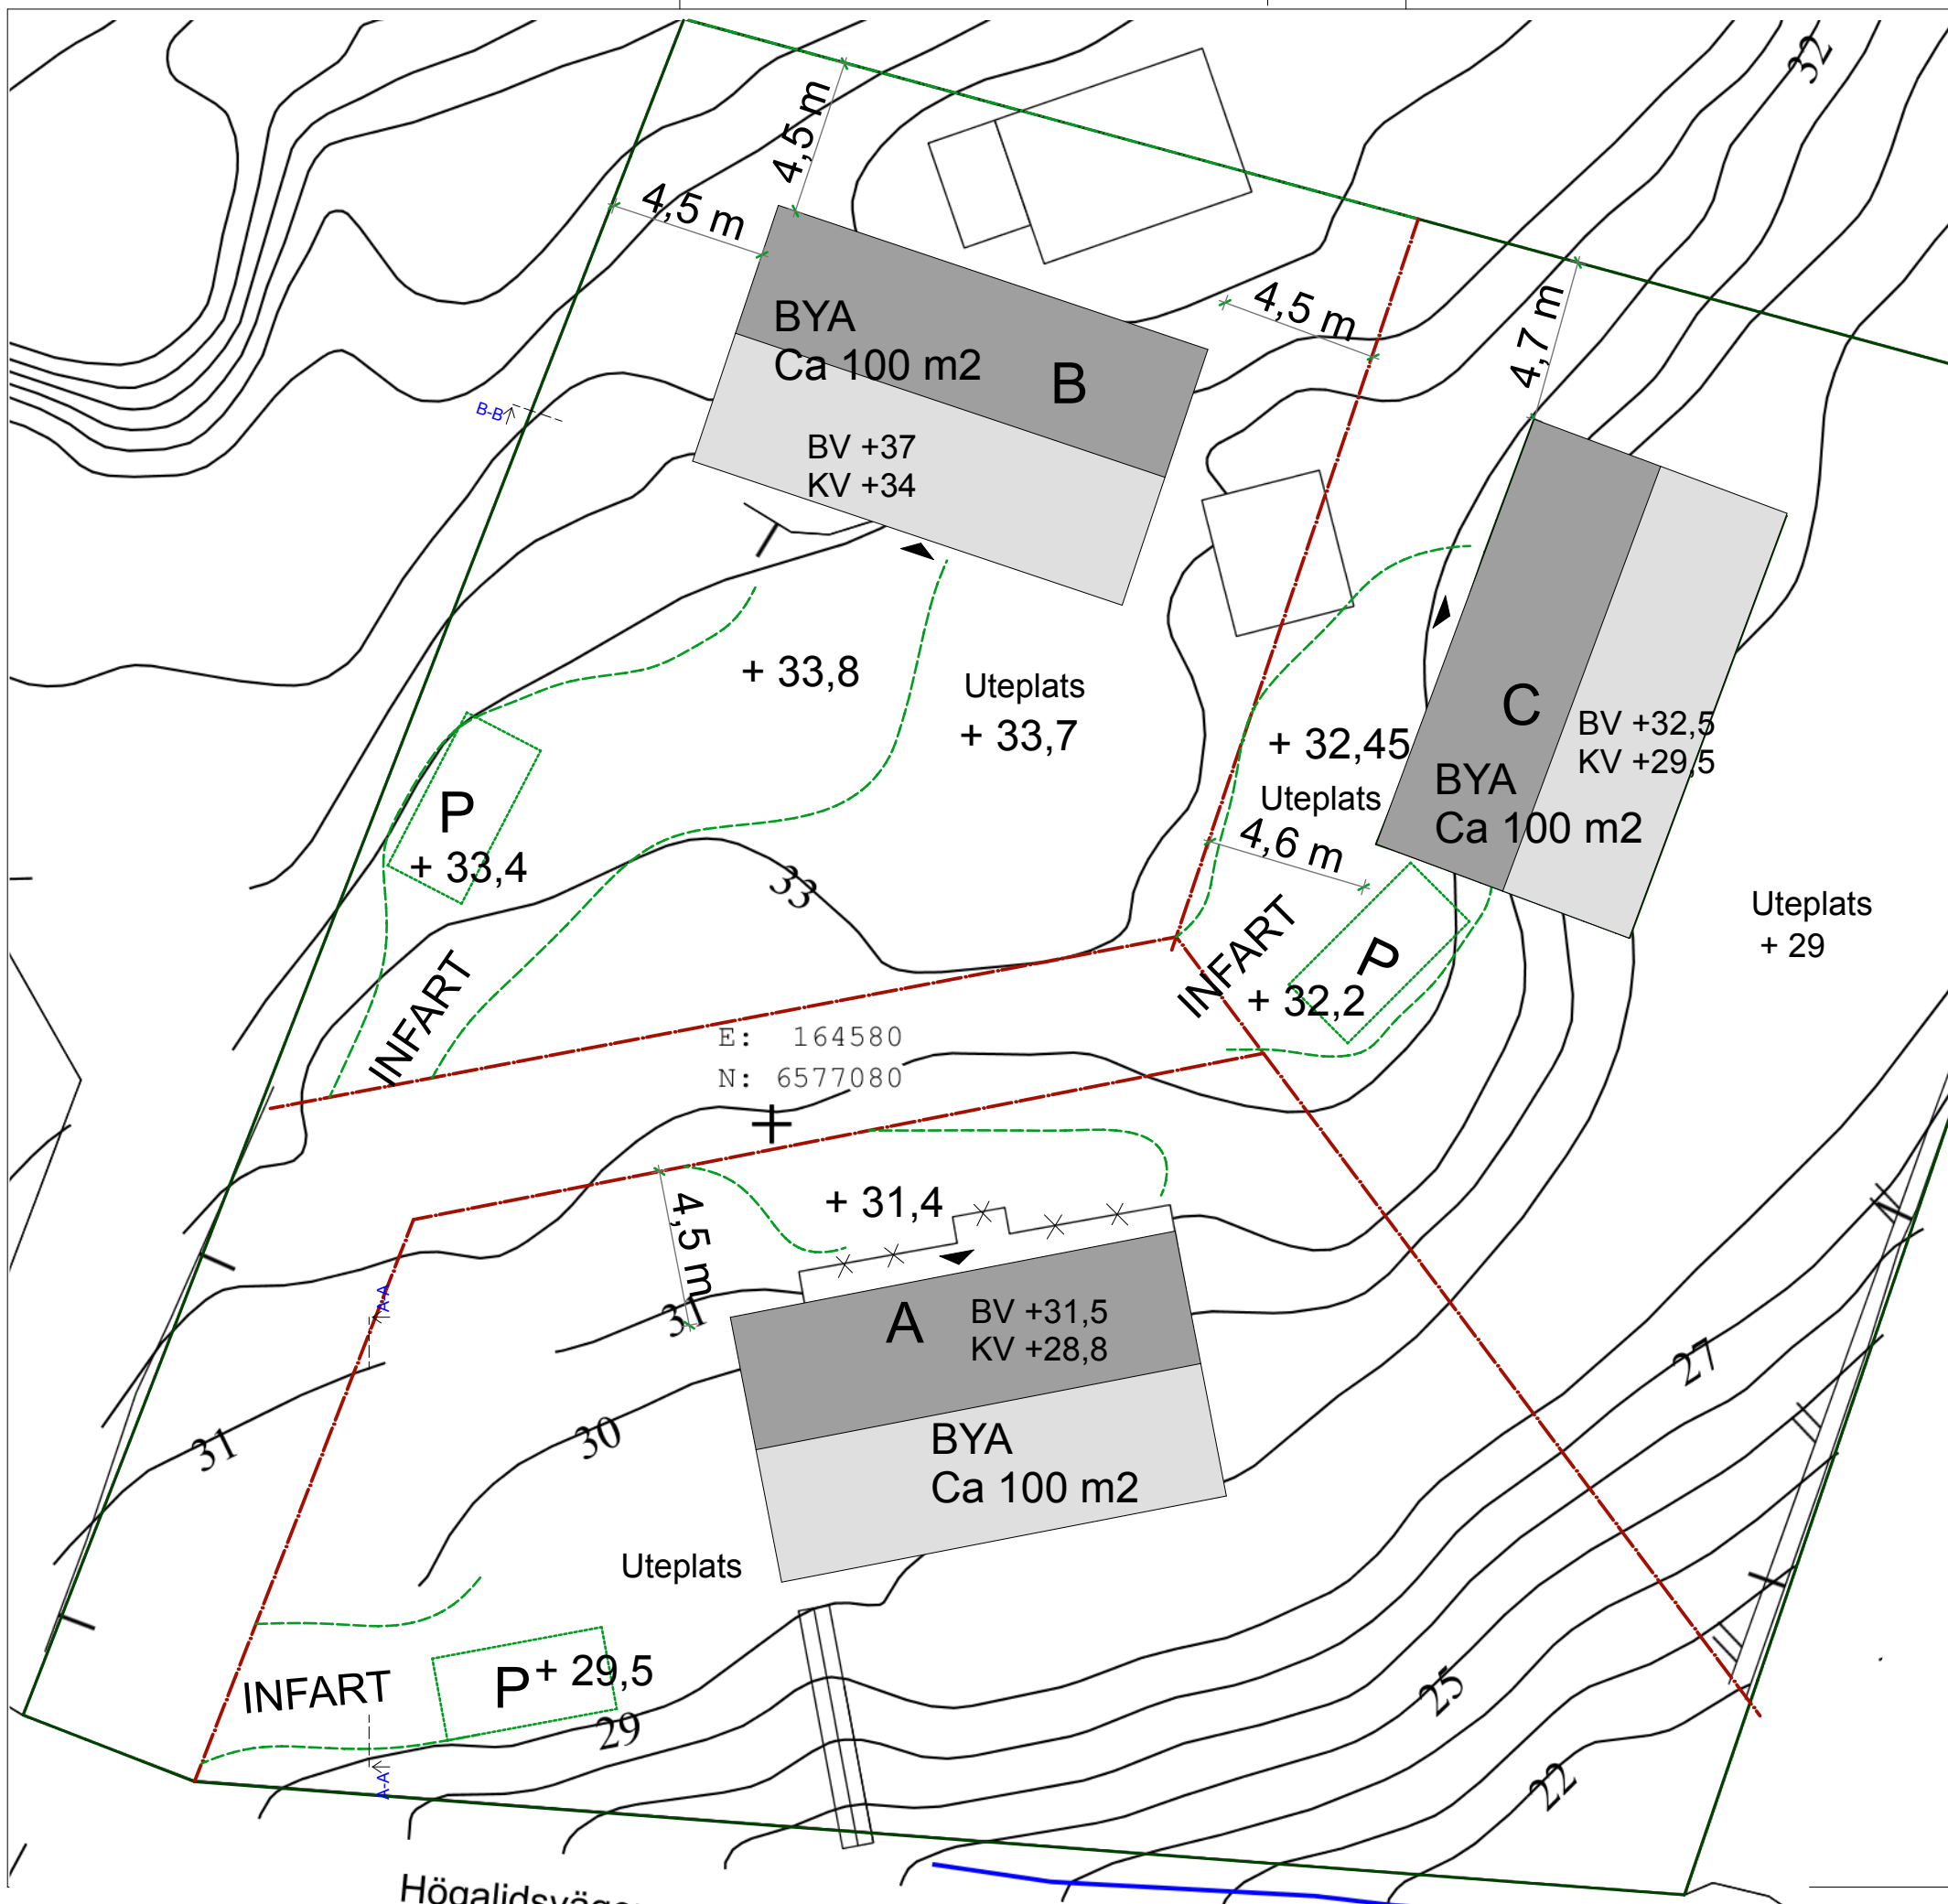 32
4,5 m
4,5 m
4,5 m
4,7 m
BYA
Ca 100 m2
B
BV +37
KV +34
B-B
+ 33,8
Uteplats
+ 33,7
C
BV +32,5
KV +29,5
BYA
Ca 100 m2
+ 32,45
Uteplats
4,6 m
P
+ 33,4
33
INFART
INFART
P
+ 32,2
Uteplats
+ 29
E: 164580
N: 6577080
+ 31,4
4,5 m
31
A-A
A
BV +31,5
KV +28,8
BYA
Ca 100 m2
27
31
30
Uteplats
INFART
P
+ 29,5
29
A-A
25
22